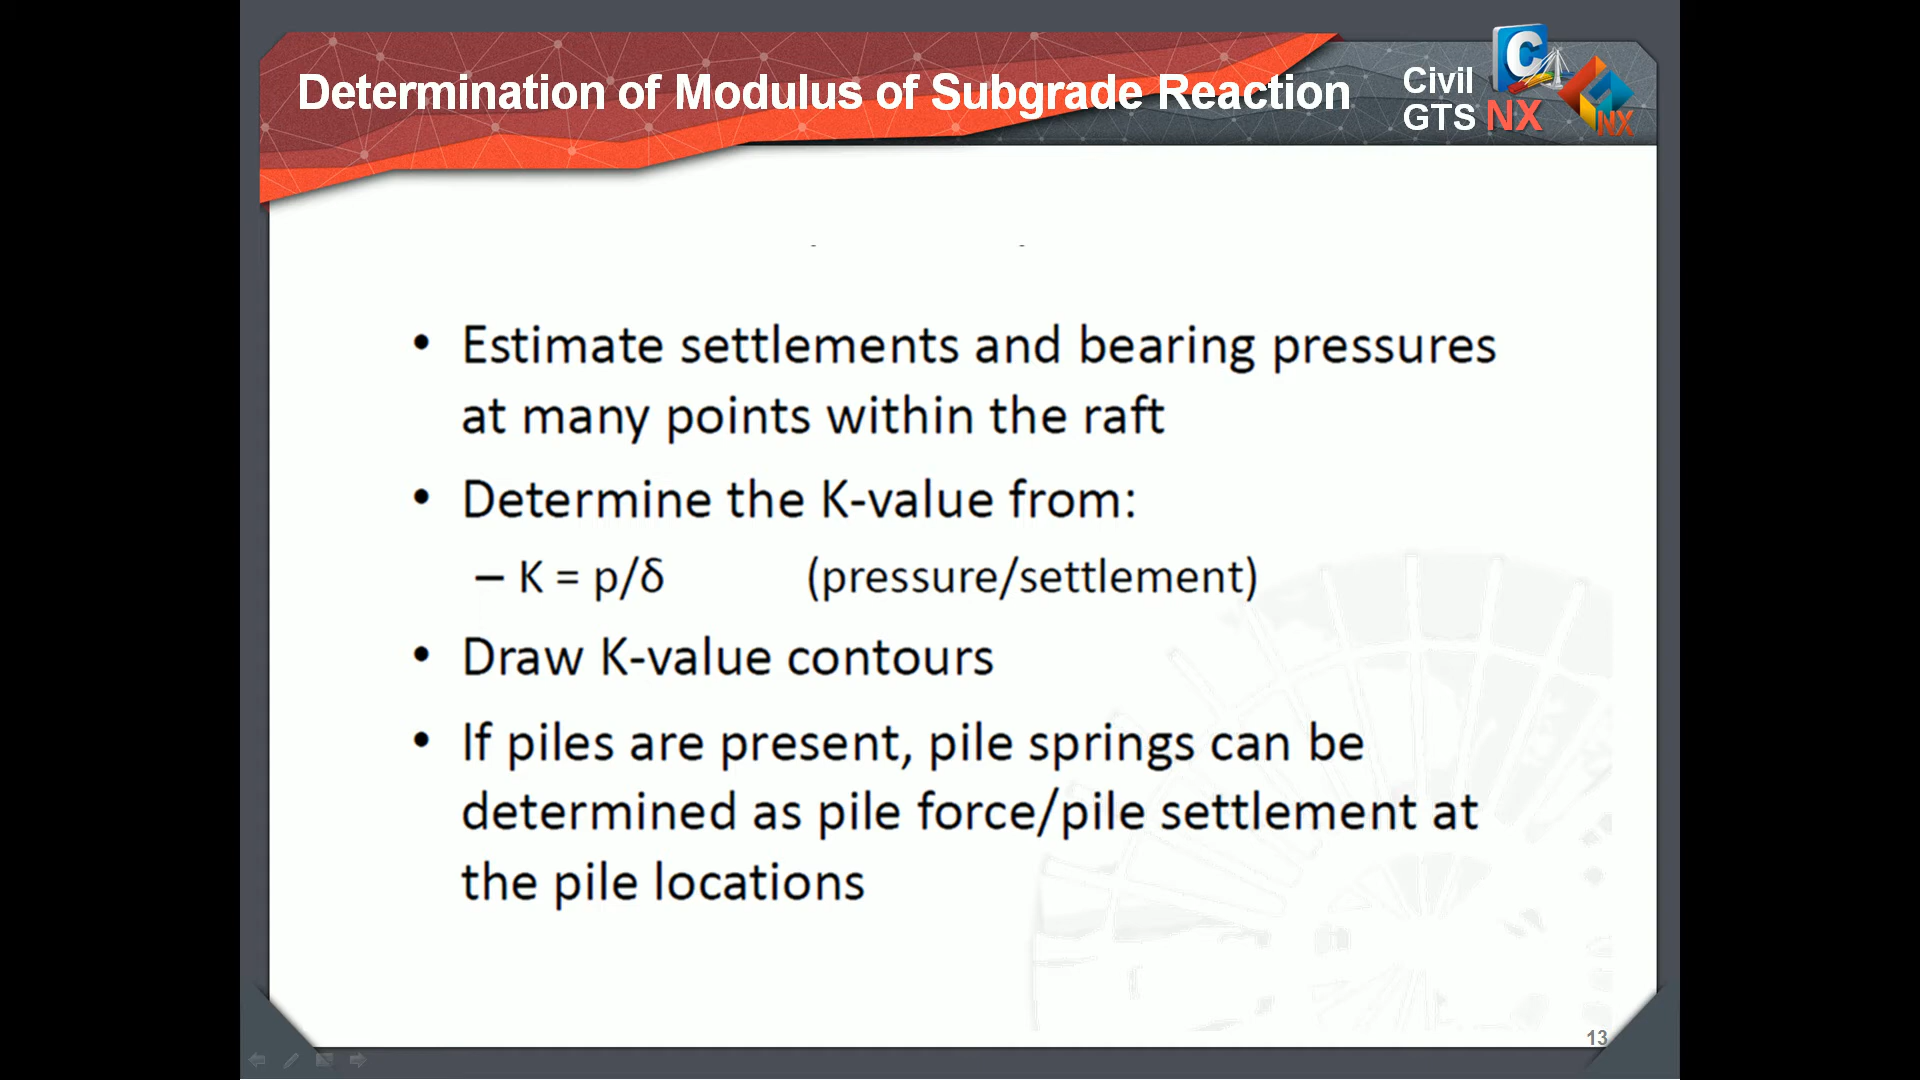 Determination of Modulus of Subgrade Reaction
Civil
GTS NX
C
NX
• Estimate settlements and bearing pressures
at many points within the raft
• Determine the K-value from:
– K = p/δ (pressure/settlement)
• Draw K-value contours
• If piles are present, pile springs can be
determined as pile force/pile settlement at
the pile locations
13